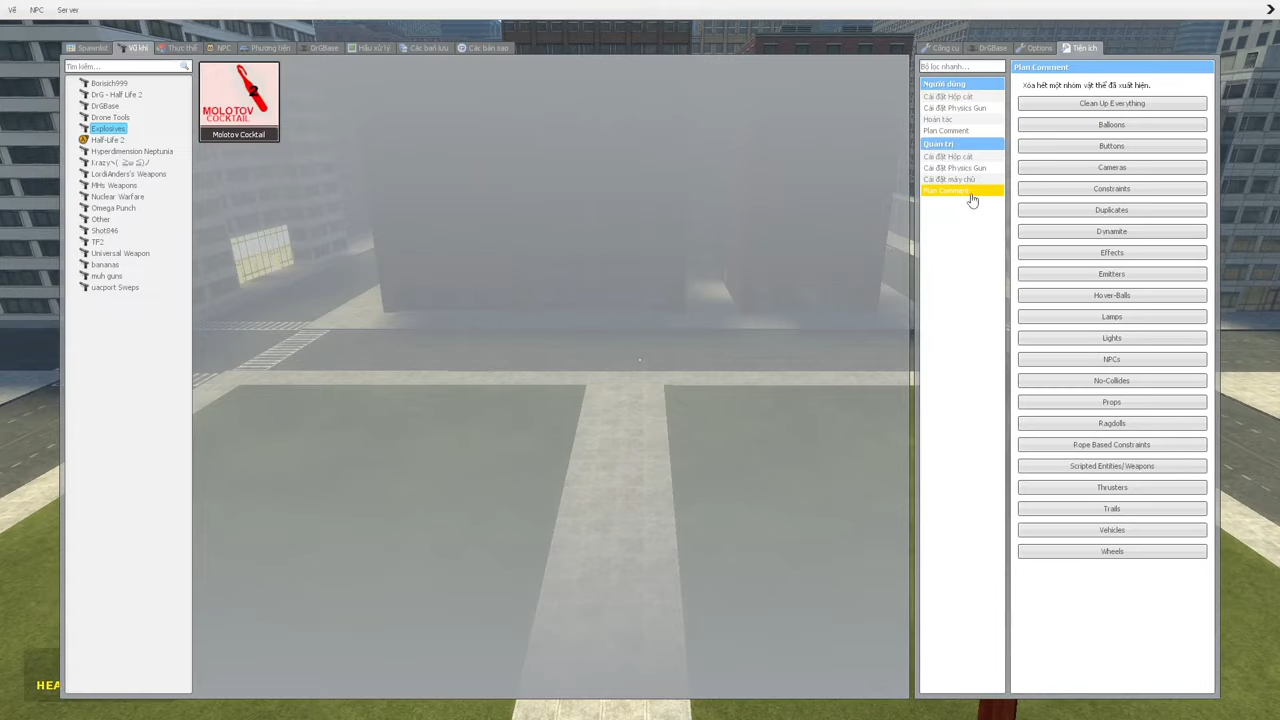 Vẽ NPC Server
Spawnlist Vũ khí Thực thể NPC Phương tiện DrGBase Hậu xử lý Các bản lưu Các bản sao
Công cụ DrGBase Options Tiện ích
Tìm kiếm...
Borisich999
DrG - Half Life 2
DrGBase
Drone Tools
Explosives
Half-Life 2
Hyperdimension Neptunia
LordiAnders's Weapons
MHs Weapons
Nuclear Warfare
Omega Punch
Other
Shot846
TF2
Universal Weapon
bananas
muh guns
uacport Sweps
2
MOLOTOV
COCKTAIL
Molotov Cocktail
HEA
Bộ lọc nhanh...
Người dùng
Cài đặt Hộp cát
Cài đặt Physics Gun
Hoàn tác
Plan Comment
Quản trị
Cài đặt Hộp cát
Cài đặt Physics Gun
Cài đặt máy chủ
Plan Comment
Plan Comment
Xóa hết một nhóm vật thể đã xuất hiện.
Clean Up Everything
Balloons
Buttons
Cameras
Constraints
Duplicates
Dynamite
Effects
Emitters
Hover-Balls
Lamps
Lights
NPCs
No-Collides
Props
Ragdolls
Rope Based Constraints
Scripted Entities/Weapons
Thrusters
Trails
Vehicles
Wheels